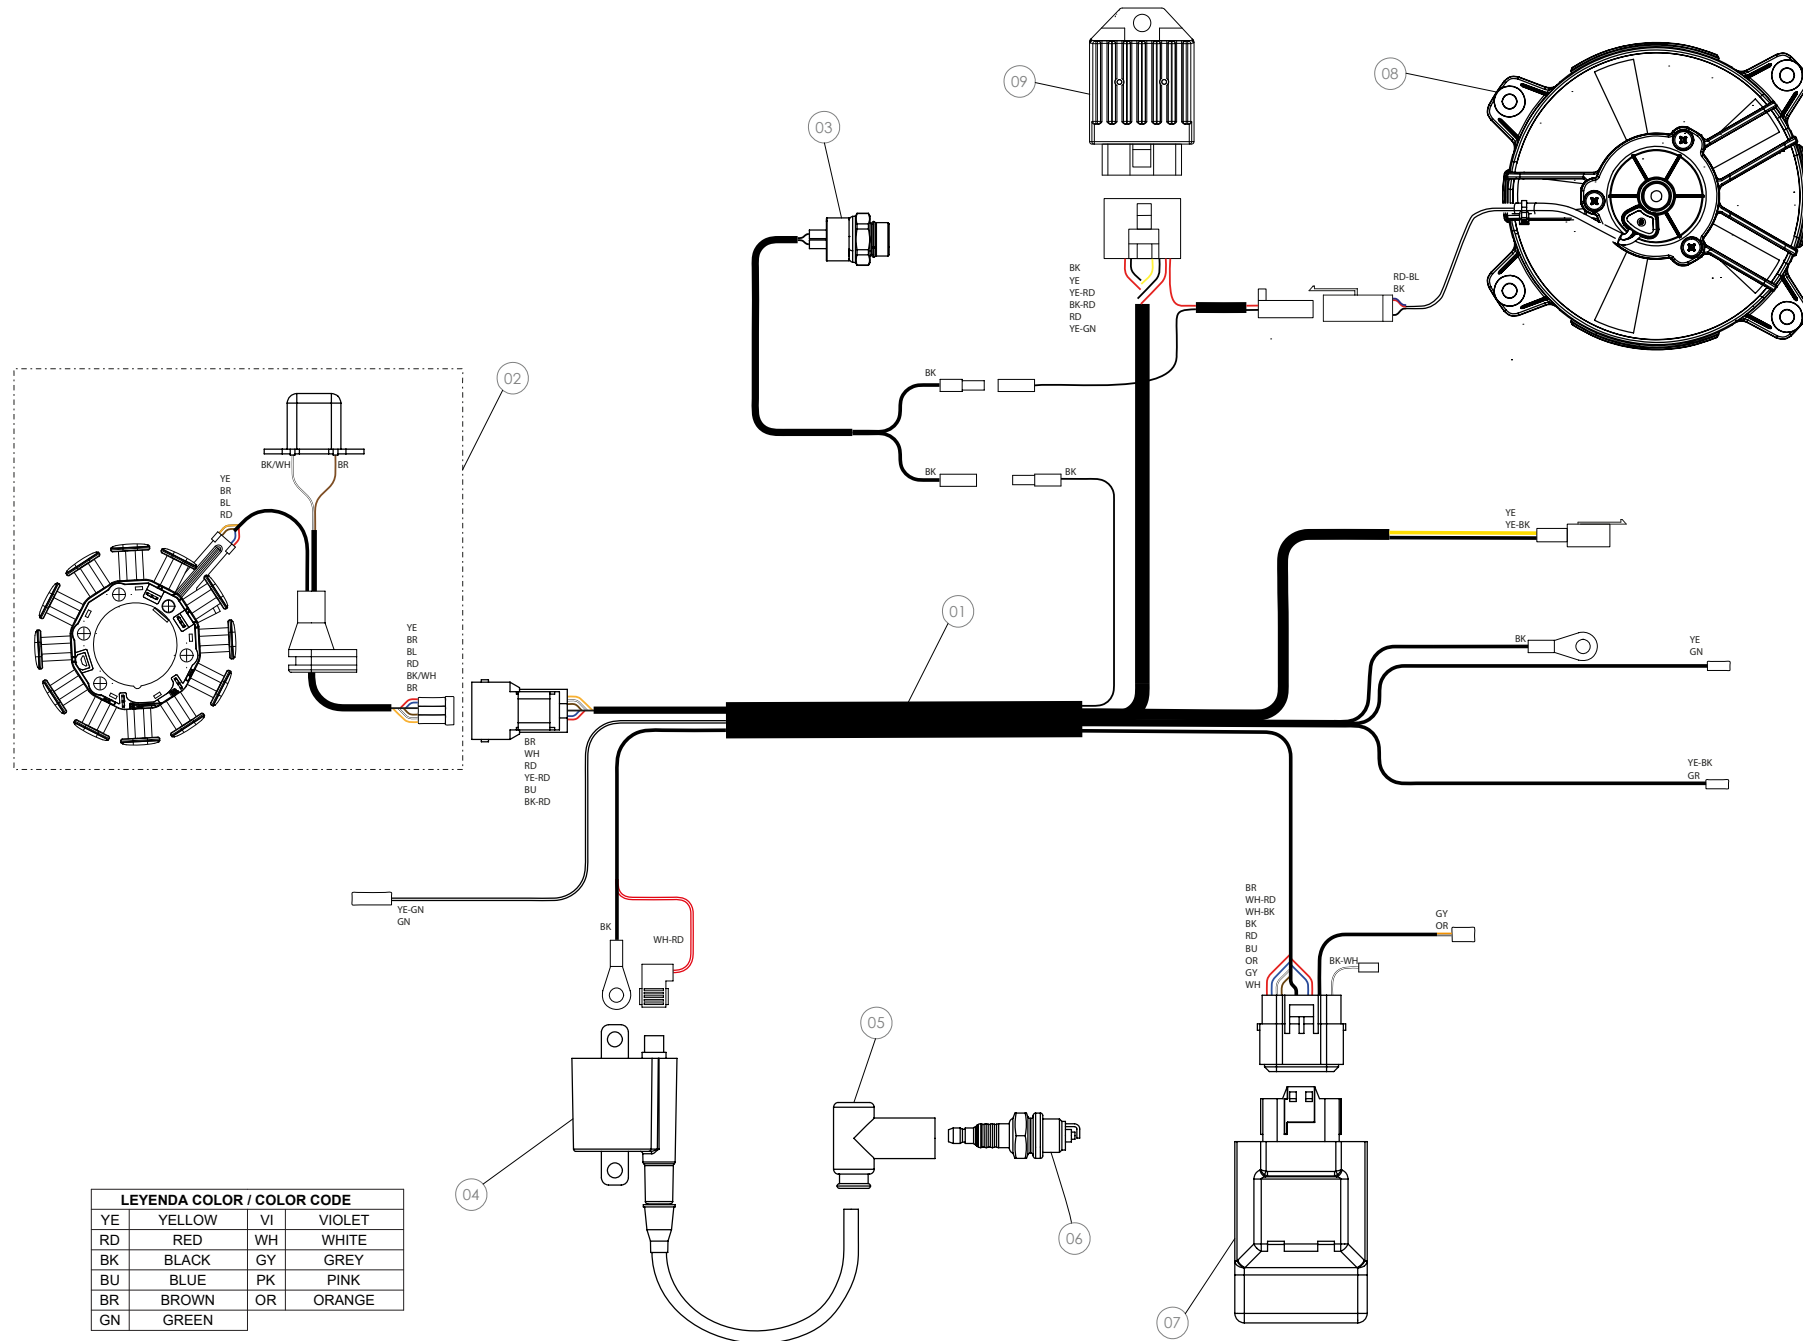 09
08
03
BK
YE
YE-RD
BK-RD
RD
YE-GN
RD-BL
BK
02
BK
BK/WH
BR
BK
BK
YE
BR
BL
RD
YE
YE-BK
01
YE
BR
BL
RD
BK/WH
BR
BK
YE
GN
BR
WH
RD
YE-RD
BU
BK-RD
YE-BK
GR
YE-GN
GN
BK
WH-RD
BR
WH-RD
WH-BK
BK
RD
BU
OR
GY
WH
GY
OR
BK-WH
05
04
06
07
LEYENDA COLOR / COLOR CODE
YE YELLOW VI VIOLET
RD RED WH WHITE
BK BLACK GY GREY
BU BLUE PK PINK
BR BROWN OR ORANGE
GN GREEN